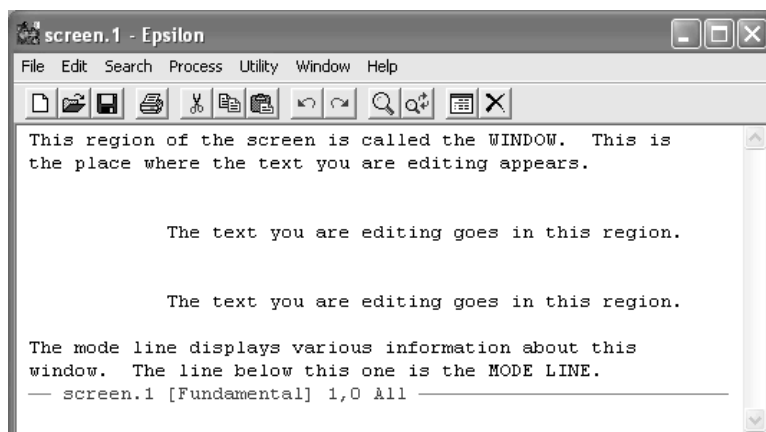 screen.1 - Epsilon
File Edit Search Process Utility Window Help
This region of the screen is called the WINDOW.  This is
the place where the text you are editing appears.
The text you are editing goes in this region.
The text you are editing goes in this region.
The mode line displays various information about this
window.  The line below this one is the MODE LINE.
screen.1 [Fundamental] 1,0 All